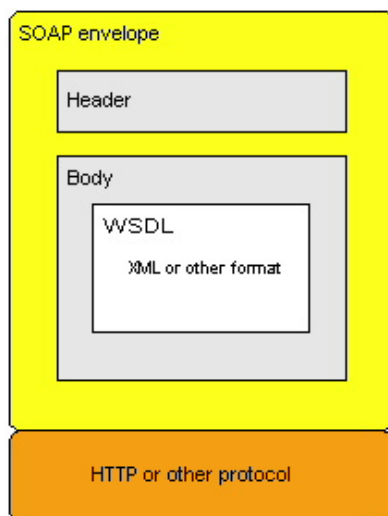 SOAP envelope
Header
Body
WSDL
XML or other format
HTTP or other protocol